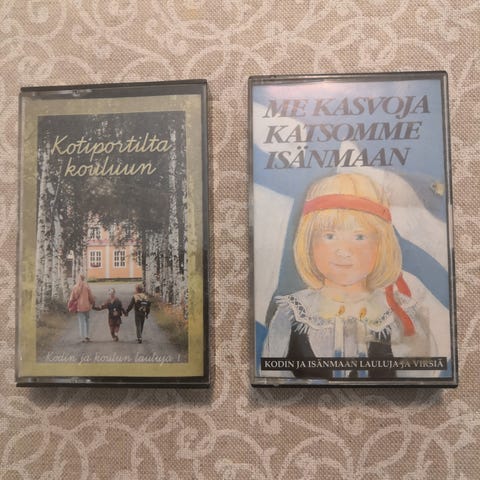 Kotiportilta
kouluun
Kodin ja koulun lauluja 1
ME KASVOJA
KATSOMME
ISÄNMAAN
KODIN JA ISÄNMAAN LAULUJA JA VIRSIÄ